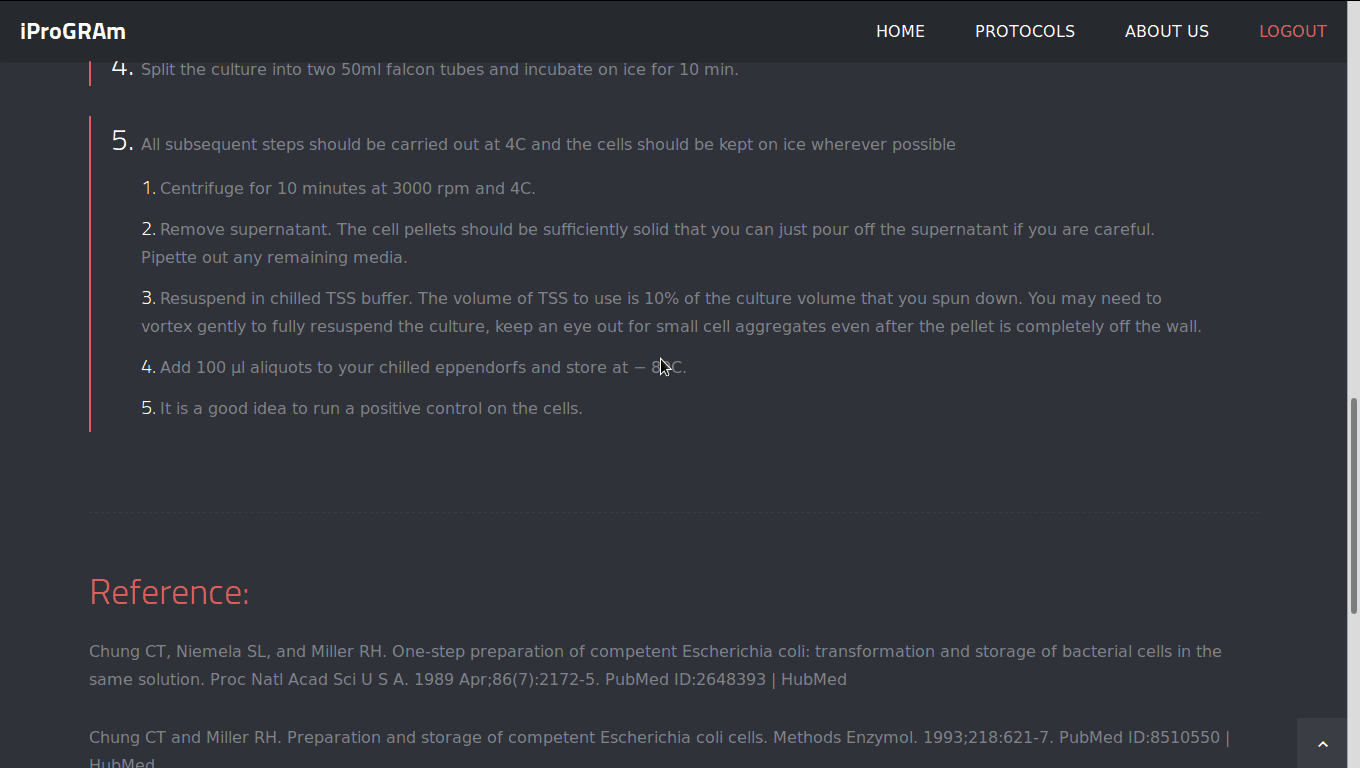 iProGRAm
HOME PROTOCOLS ABOUT US LOGOUT
4. Split the culture into two 50ml falcon tubes and incubate on ice for 10 min.
5. All subsequent steps should be carried out at 4C and the cells should be kept on ice wherever possible
1. Centrifuge for 10 minutes at 3000 rpm and 4C.
2. Remove supernatant. The cell pellets should be sufficiently solid that you can just pour off the supernatant if you are careful.
Pipette out any remaining media.
3. Resuspend in chilled TSS buffer. The volume of TSS to use is 10% of the culture volume that you spun down. You may need to
vortex gently to fully resuspend the culture, keep an eye out for small cell aggregates even after the pellet is completely off the wall.
4. Add 100 μl aliquots to your chilled eppendorfs and store at −
5. It is a good idea to run a positive control on the cells.
Reference:
Chung CT, Niemela SL, and Miller RH. One-step preparation of competent Escherichia coli: transformation and storage of bacterial cells in the
same solution. Proc Natl Acad Sci U S A. 1989 Apr;86(7):2172-5. PubMed ID:2648393 | HubMed
Chung CT and Miller RH. Preparation and storage of competent Escherichia coli cells. Methods Enzymol. 1993;218:621-7. PubMed ID:8510550 |
HubMed